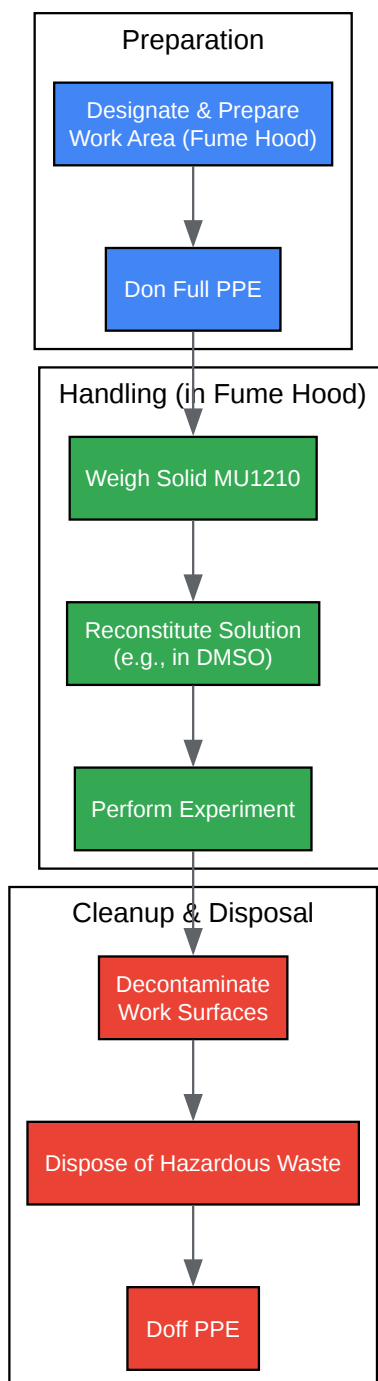 Preparation
Designate & Prepare
Work Area (Fume Hood)
Don Full PPE
Handling (in Fume Hood)
Weigh Solid MU1210
Reconstitute Solution
(e.g., in DMSO)
Perform Experiment
Cleanup & Disposal
Decontaminate
Work Surfaces
Dispose of Hazardous Waste
Doff PPE